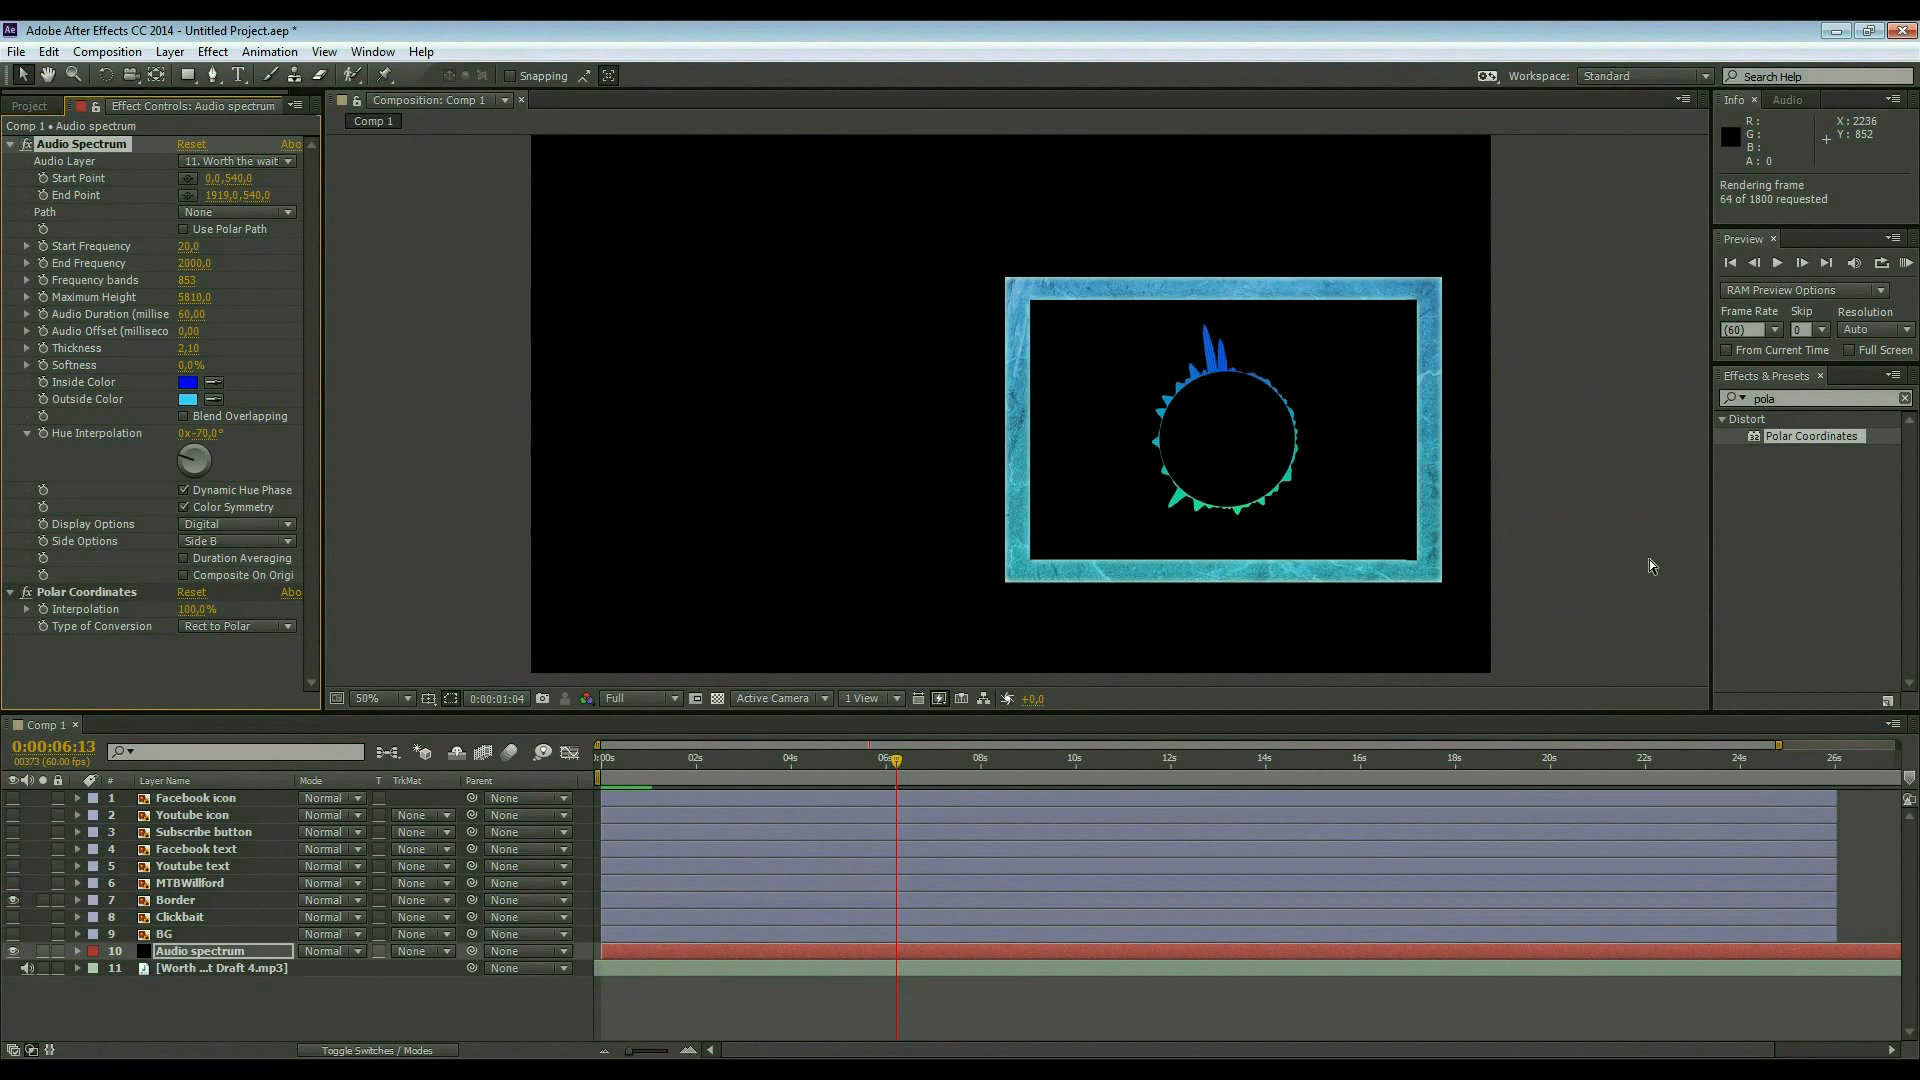 Adobe After Effects CC 2014 - Untitled Project.aep *
File Edit Composition Layer Effect Animation View Window Help
Snapping
Workspace: Standard
Search Help
Project Effect Controls: Audio spectrum
Comp 1 • Audio spectrum
fx Audio Spectrum Reset Abo
Audio Layer 11. Worth the wait
Start Point 0,0,540,0
End Point 1919,0,540,0
Path None
Use Polar Path
Start Frequency 20,0
End Frequency 2000,0
Frequency bands 853
Maximum Height 5810,0
Audio Duration (millise 60,00
Audio Offset (milliseco 0,00
Thickness 2,10
Softness 0,0%
Inside Color
Outside Color
Blend Overlapping
Hue Interpolation 0x-70,0°
Dynamic Hue Phase
Color Symmetry
Display Options Digital
Side Options Side B
Duration Averaging
Composite On Origi
fx Polar Coordinates Reset Abo
Interpolation 100,0%
Type of Conversion Rect to Polar
Composition: Comp 1
Comp 1
50% 0:00:01:04 Full Active Camera 1 View +0,0
Info Audio
R: X: 2236
G: Y: 852
B:
A: 0
Rendering frame
64 of 1800 requested
Preview
RAM Preview Options
Frame Rate Skip Resolution
(60) 0 Auto
From Current Time Full Screen
Effects & Presets
pola
Distort
32 Polar Coordinates
Comp 1
0:00:06:13
00373 (60.00 fps)
:00s 02s 04s 06s 08s 10s 12s 14s 16s 18s 20s 22s 24s 26s
# Layer Name Mode T TrkMat Parent
1 Facebook icon Normal None
2 Youtube icon Normal None None
3 Subscribe button Normal None None
4 Facebook text Normal None None
5 Youtube text Normal None None
6 MTBWillford Normal None None
7 Border Normal None None
8 Clickbait Normal None None
9 BG Normal None None
10 Audio spectrum Normal None None
11 [Worth ...t Draft 4.mp3] None
Toggle Switches / Modes